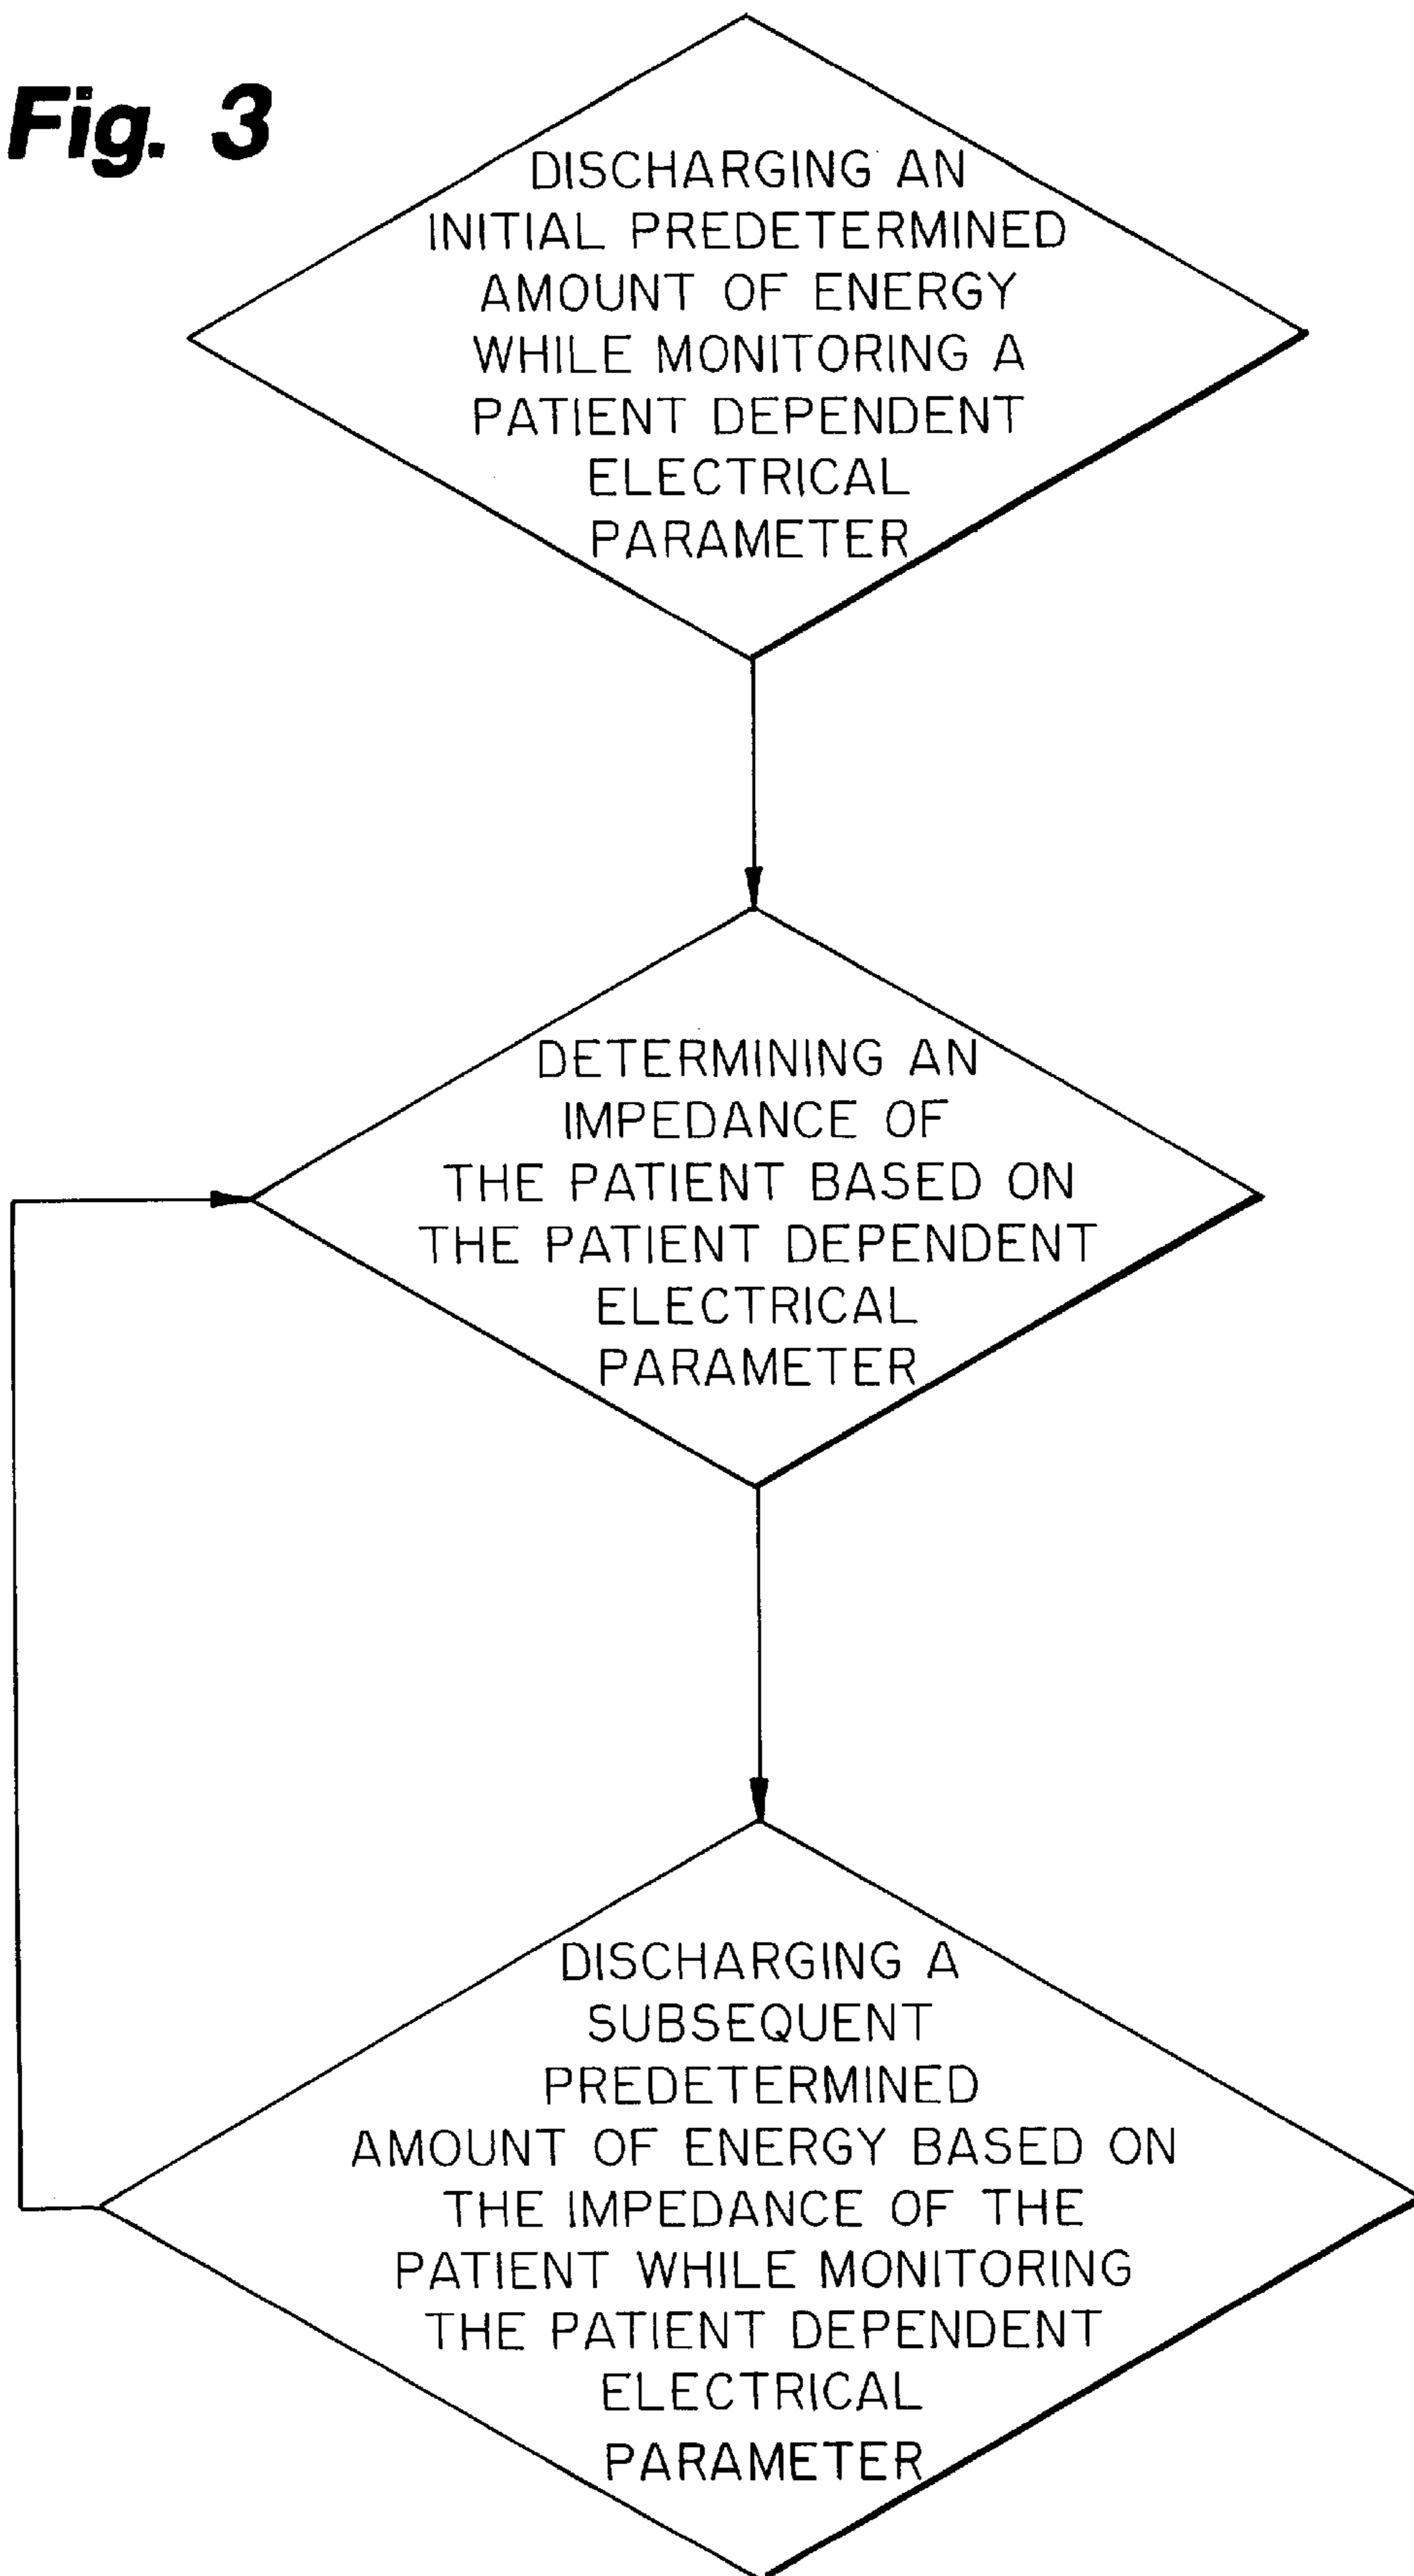 Fig. 3
DISCHARGING AN
INITIAL PREDETERMINED
AMOUNT OF ENERGY
WHILE MONITORING A
PATIENT DEPENDENT
ELECTRICAL
PARAMETER
DETERMINING AN
IMPEDANCE OF
THE PATIENT BASED ON
THE PATIENT DEPENDENT
ELECTRICAL
PARAMETER
DISCHARGING A
SUBSEQUENT
PREDETERMINED
AMOUNT OF ENERGY BASED ON
THE IMPEDANCE OF THE
PATIENT WHILE MONITORING
THE PATIENT DEPENDENT
ELECTRICAL
PARAMETER